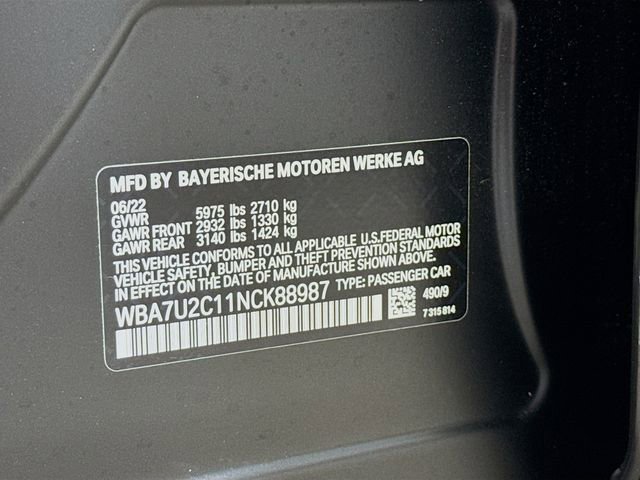 MFD BY BAYERISCHE MOTOREN WERKE AG
06/22
GVWR 5975 lbs 2710 kg
GAWR FRONT 2932 lbs 1330 kg
GAWR REAR 3140 lbs 1424 kg
THIS VEHICLE CONFORMS TO ALL APPLICABLE U.S.FEDERAL MOTOR
VEHICLE SAFETY, BUMPER AND THEFT PREVENTION STANDARDS
IN EFFECT ON THE DATE OF MANUFACTURE SHOWN ABOVE.
WBA7U2C11NCK88987 TYPE: PASSENGER CAR
490/9
7 315 814